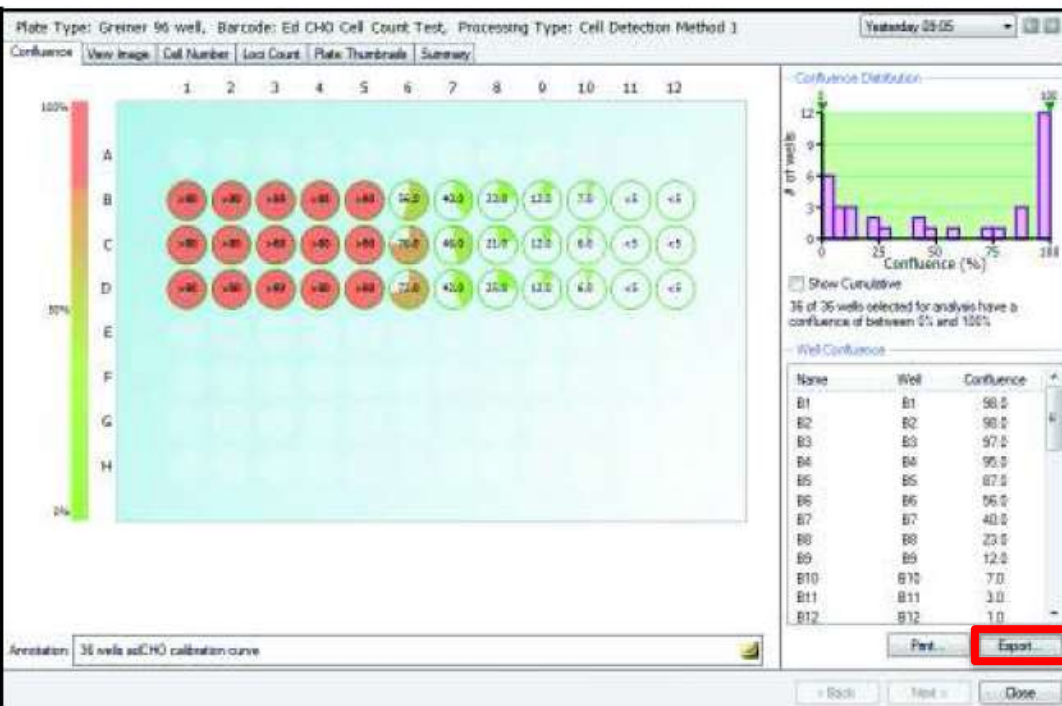 Plate Type: Greiner 96 well, Barcode: Ed CHO Cell Count Test, Processing Type: Cell Detection Method 1
Yesterday 09:05
Confluence View Image Cell Number Loci Count Plate Thumbnails Summary
1 2 3 4 5 6 7 8 9 10 11 12
100%
50%
0%
A
B >80 >80 >80 >80 >80 56.0 40.0 23.0 12.0 7.0 <5 <5
C >80 >80 >80 >80 >80 46.0 21.0 12.0 6.0 <5 <5
D >80 >80 >80 >80 >80 42.0 12.0 6.0 <5 <5
E
F
G
H
Confluence Distribution
100
# of wells
12
9
6
3
0
0 25 50 75 100
Confluence (%)
Show Cumulative
36 of 36 wells selected for analysis have a
confluence of between 0% and 100%
Well Confluence
Name Well Confluence
B1 B1 98.0
B2 B2 98.0
B3 B3 97.0
B4 B4 95.0
B5 B5 87.0
B6 B6 56.0
B7 B7 40.0
B8 B8 23.0
B9 B9 12.0
B10 B10 7.0
B11 B11 3.0
B12 B12 1.0
Annotation: 36 wells adCHO calibration curve
Print... Export...
< Back Next > Close